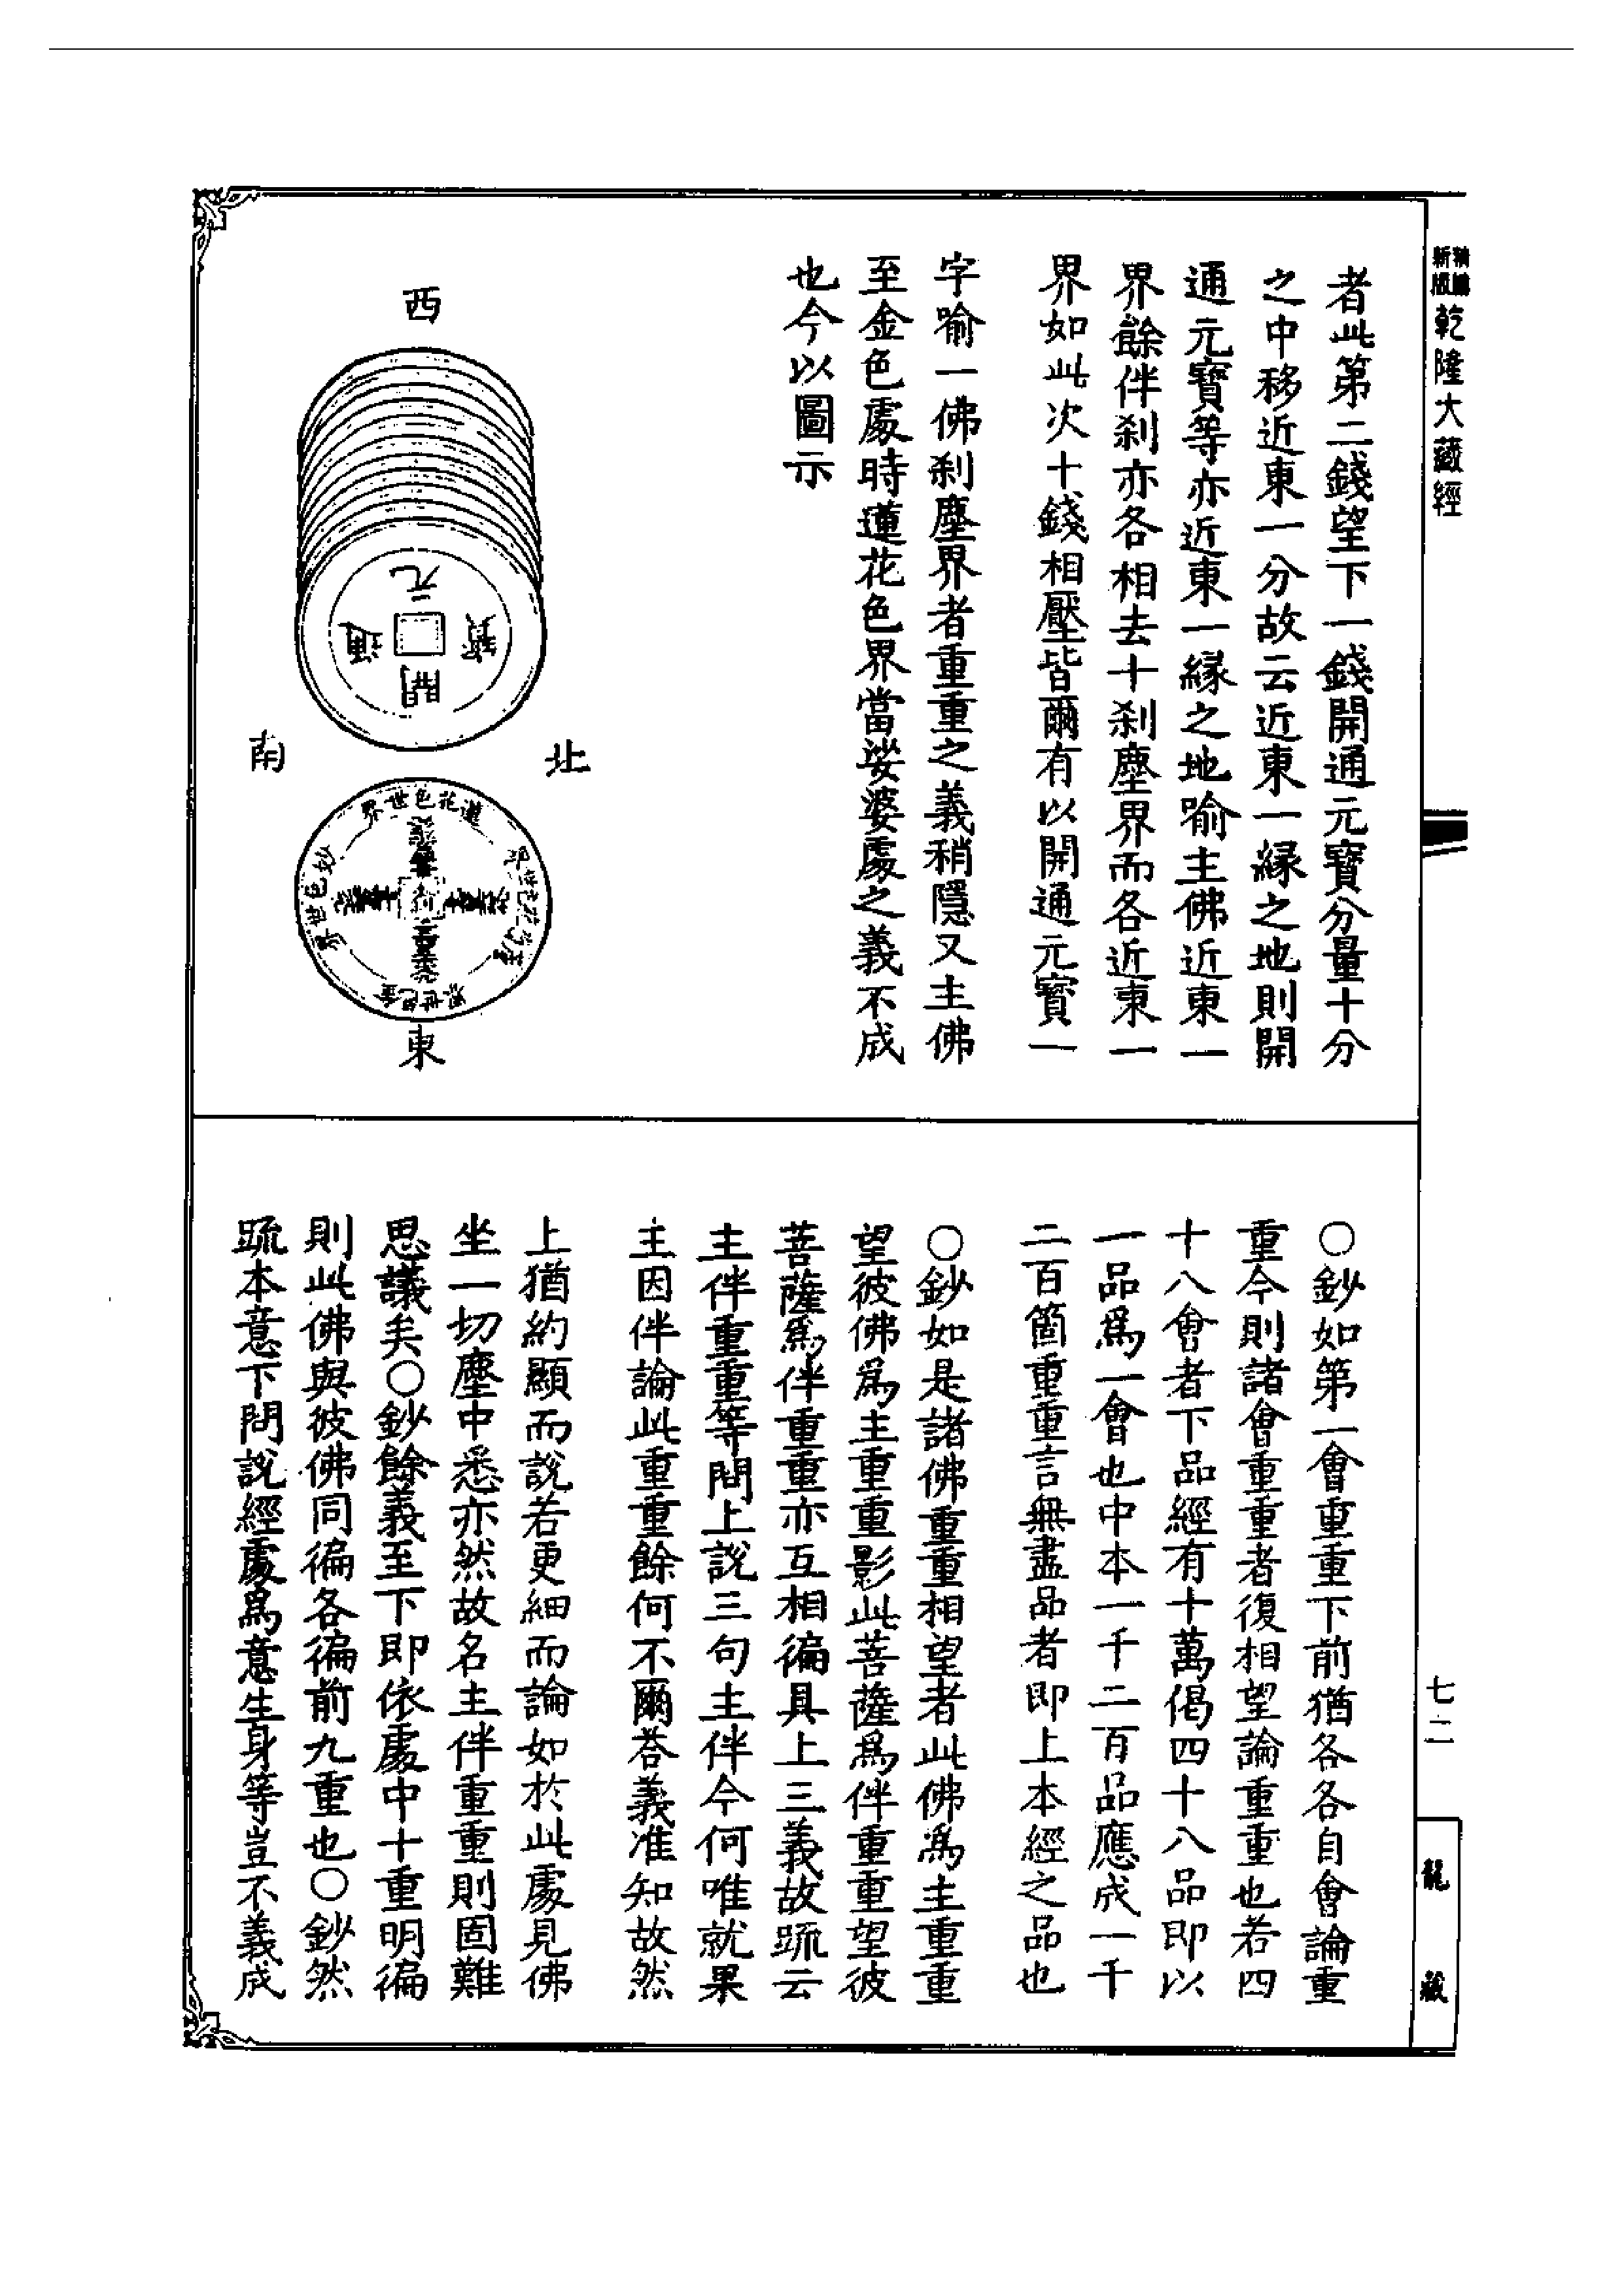 新版 乾隆大藏經
者此第二錢望下一錢開通元寶分量十分
之中移近東一分故云近東一緣之地則開
通元寶等亦近東一緣之地喻主佛近東一
界餘伴刹亦各相去十刹塵界而各近東一
界如此次十錢相壓皆爾有以開通元寶一
字喻一佛刹塵界者重重之義稍隱又主佛
至金色處時蓮花色界當娑婆處之義不成
也今以圖示
西
元
通
寶
開
南
北
蓮花色世界
妙色世界
金色世界
東
○鈔如第一會重重下前猶各各自會論重
重今則諸會重重者復相望論重重也若四
十八會者下品經有十萬偈四十八品即以
一品爲一會也中本一千二百品應成一千
二百箇重重言無盡品者即上本經之品也
○鈔如是諸佛重重相望者此佛爲主重重
望彼佛爲主重重影此菩薩爲伴重重望彼
菩薩爲伴重重亦互相徧具上三義故疏云
主伴重重等問上說三句主伴今何唯就果
主因伴論此重重餘何不爾荅義准知故然
上猶約顯而說若更細而論如於此處見佛
坐一切塵中悉亦然故名主伴重重則固難
思議矣○鈔餘義至下即依處中十重明徧
則此佛與彼佛同徧各徧前九重也○鈔然
疏本意下問說經處爲意生身等豈不義成
七二
龍藏